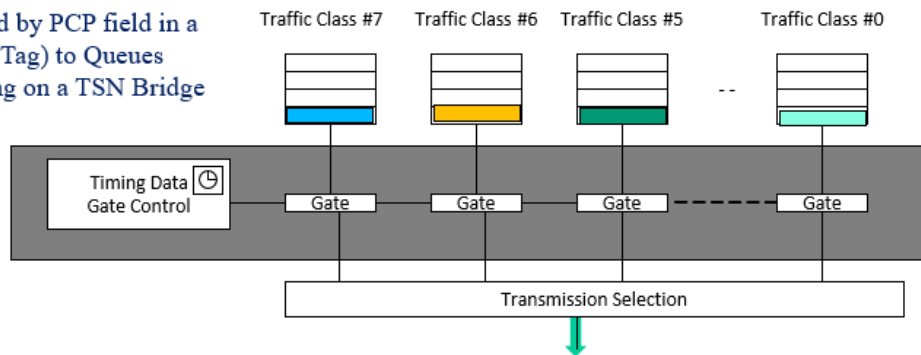 d by PCP field in a
Tag) to Queues
ng on a TSN Bridge
Traffic Class #7
Traffic Class #6
Traffic Class #5
Traffic Class #0
- -
Timing Data
Gate Control
Gate
Gate
Gate
Gate
Transmission Selection